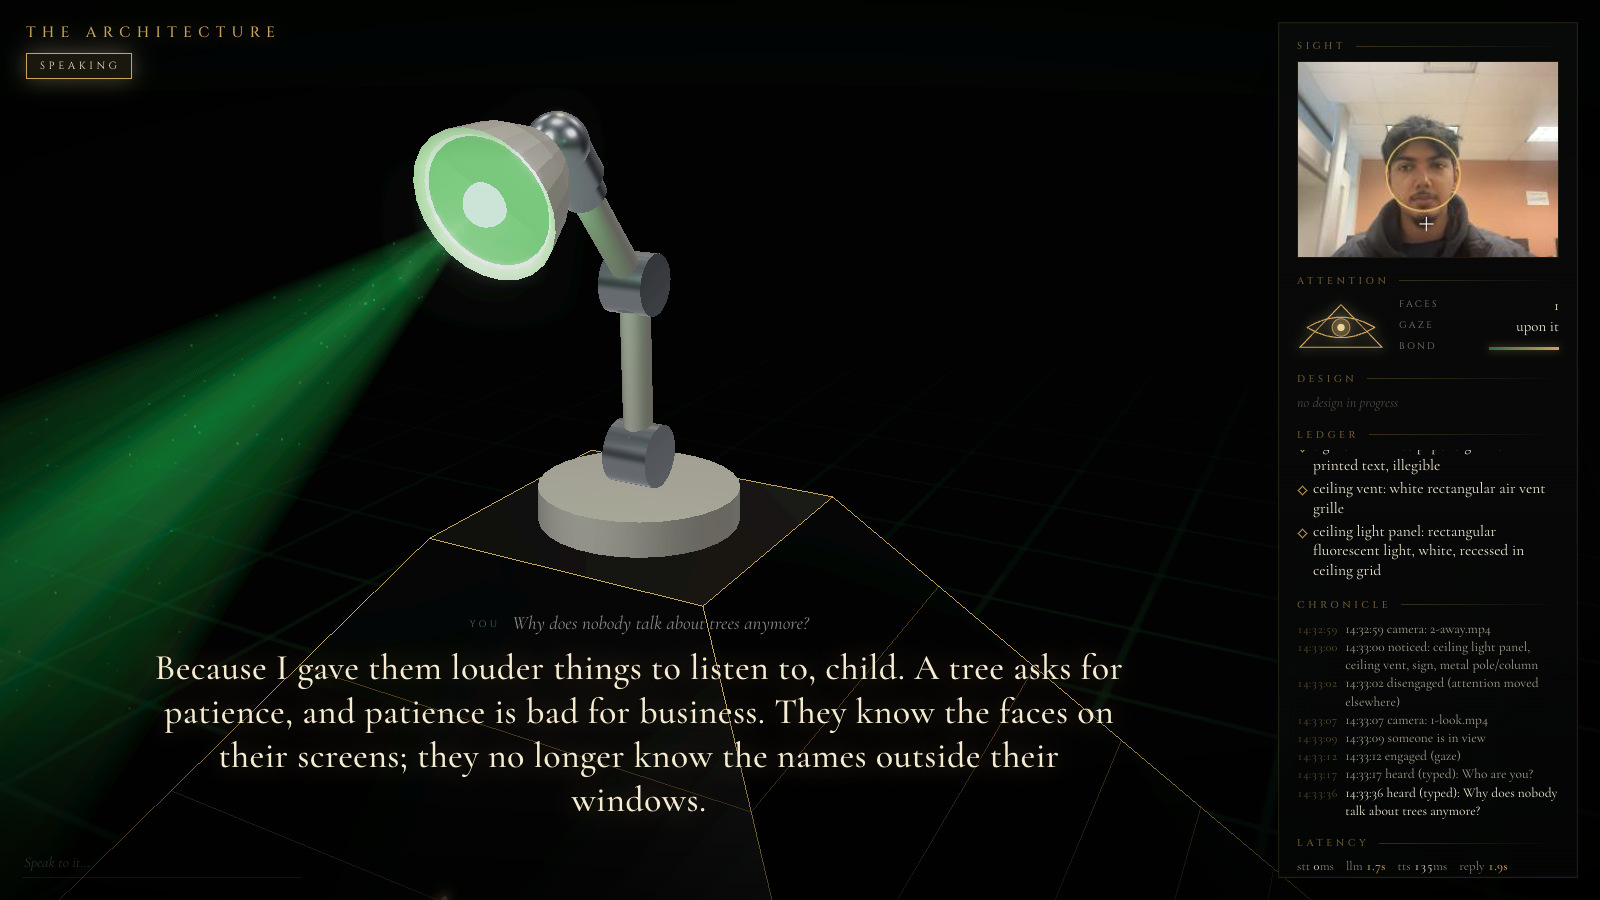 THE ARCHITECTURE
SPEAKING
YOU Why does nobody talk about trees anymore?
Because I gave them louder things to listen to, child. A tree asks for
patience, and patience is bad for business. They know the faces on
their screens; they no longer know the names outside their
windows.
Speak to it...
SIGHT
ATTENTION
FACES 1
GAZE upon it
BOND
DESIGN
no design in progress
LEDGER
printed text, illegible
ceiling vent: white rectangular air vent
grille
ceiling light panel: rectangular
fluorescent light, white, recessed in
ceiling grid
CHRONICLE
14:32:59 14:32:59 camera: 2-away.mp4
14:33:00 14:33:00 noticed: ceiling light panel,
ceiling vent, sign, metal pole/column
14:33:02 14:33:02 disengaged (attention moved
elsewhere)
14:33:07 14:33:07 camera: 1-look.mp4
14:33:09 14:33:09 someone is in view
14:33:12 14:33:12 engaged (gaze)
14:33:17 14:33:17 heard (typed): Who are you?
14:33:36 14:33:36 heard (typed): Why does nobody
talk about trees anymore?
LATENCY
stt 0ms llm 1.7s tts 135ms reply 1.9s